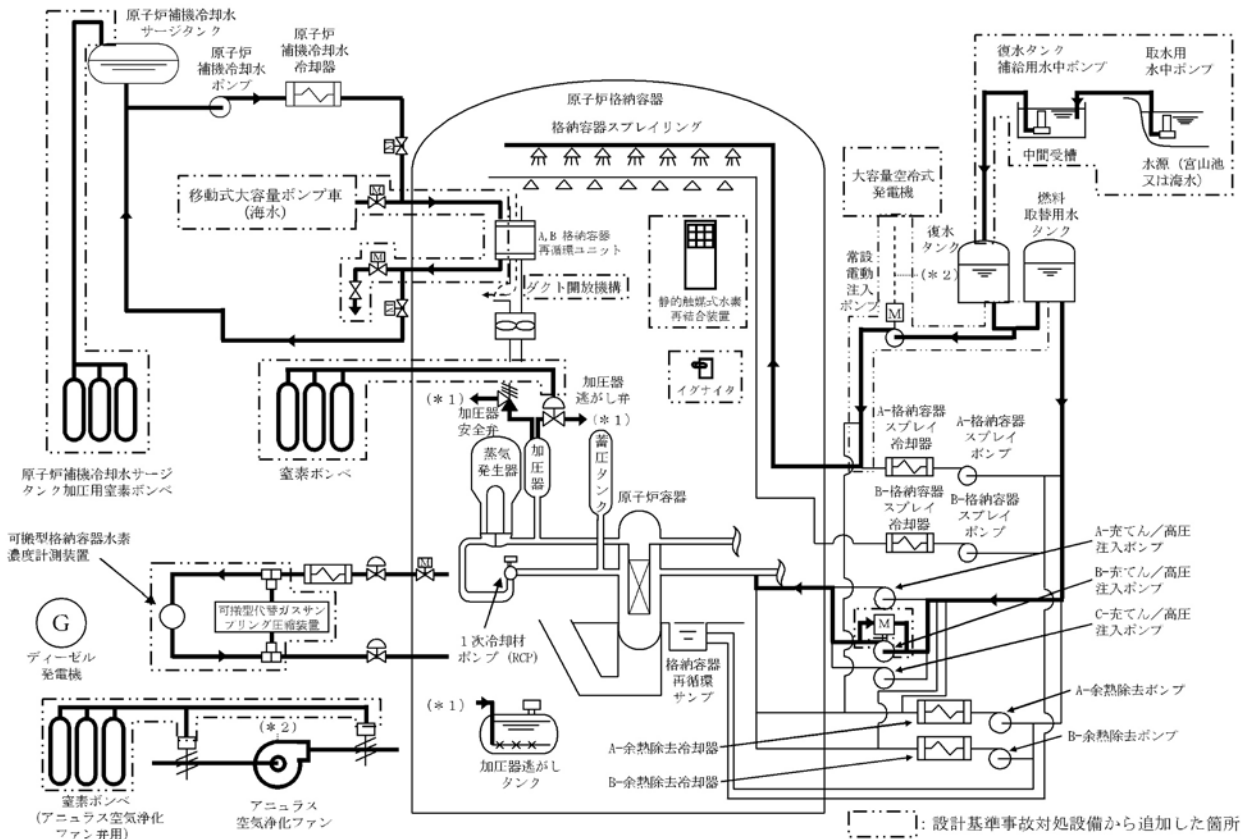 原子炉補機冷却水
サージタンク
原子炉
補機冷却水
ポンプ
原子炉
補機冷却水
冷却器
移動式大容量ポンプ車
(海水)
原子炉補機冷却水サージ
タンク加圧用窒素ボンベ
窒素ボンベ
原子炉格納容器
格納容器スプレイリング
M
M
A,B 格納容器
再循環ユニット
ダクト開放機構
静的触媒式水素
再結合装置
イグナイタ
大容量空冷式
発電機
常設
電動注入
ポンプ
(*2)
M
復水タンク
補給用水中ポンプ
取水用
水中ポンプ
中間受槽
水源(宮山池
又は海水)
復水
タンク
燃料
取替用水
タンク
(*1)
加圧器
安全弁
加圧器
逃がし弁
(*1)
蒸気
発生器
加圧器
蓄圧タンク
原子炉容器
1次冷却材
ポンプ (RCP)
格納容器
再循環
サンプ
(*1)
加圧器逃がし
タンク
A-格納容器
スプレイ
冷却器
A-格納容器
スプレイ
ポンプ
B-格納容器
スプレイ
冷却器
B-格納容器
スプレイ
ポンプ
A-充てん/高圧
注入ポンプ
B-充てん/高圧
注入ポンプ
C-充てん/高圧
注入ポンプ
M
A-余熱除去ポンプ
B-余熱除去ポンプ
A-余熱除去冷却器
B-余熱除去冷却器
可搬型格納容器水素
濃度計測装置
M
可搬型代替ガスサン
プリング圧縮装置
G
ディーゼル
発電機
窒素ボンベ
(アニュラス空気浄化
ファン弁用)
(*2)
アニュラス
空気浄化ファン
:設計基準事故対処設備から追加した箇所